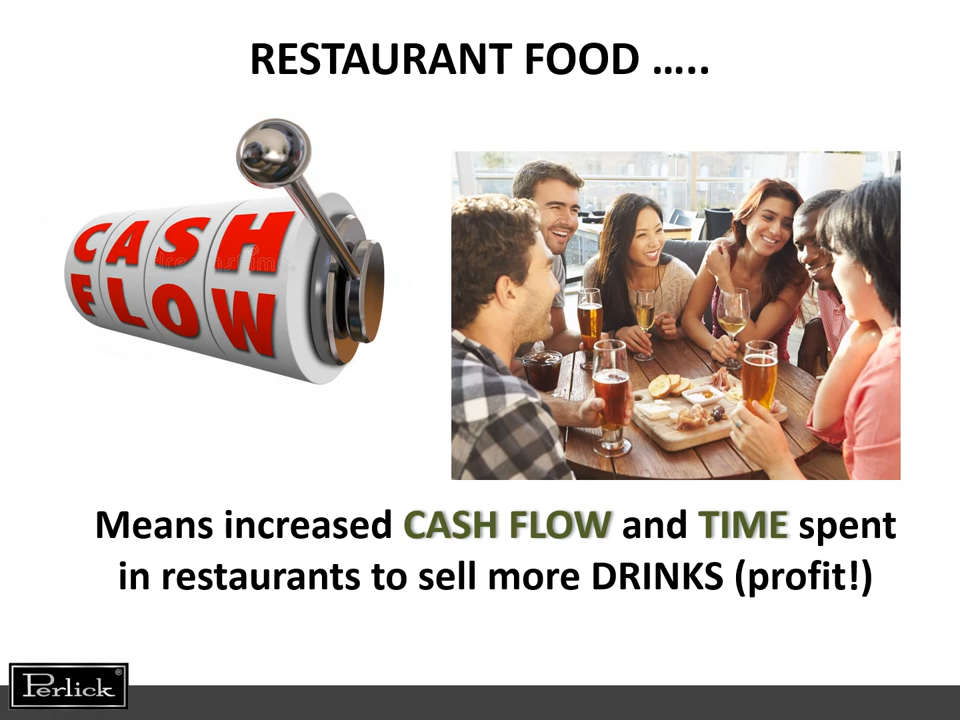 RESTAURANT FOOD …..
CASH
FLOW
dreamstime
Means increased CASH FLOW and TIME spent
in restaurants to sell more DRINKS (profit!)
Perlick®